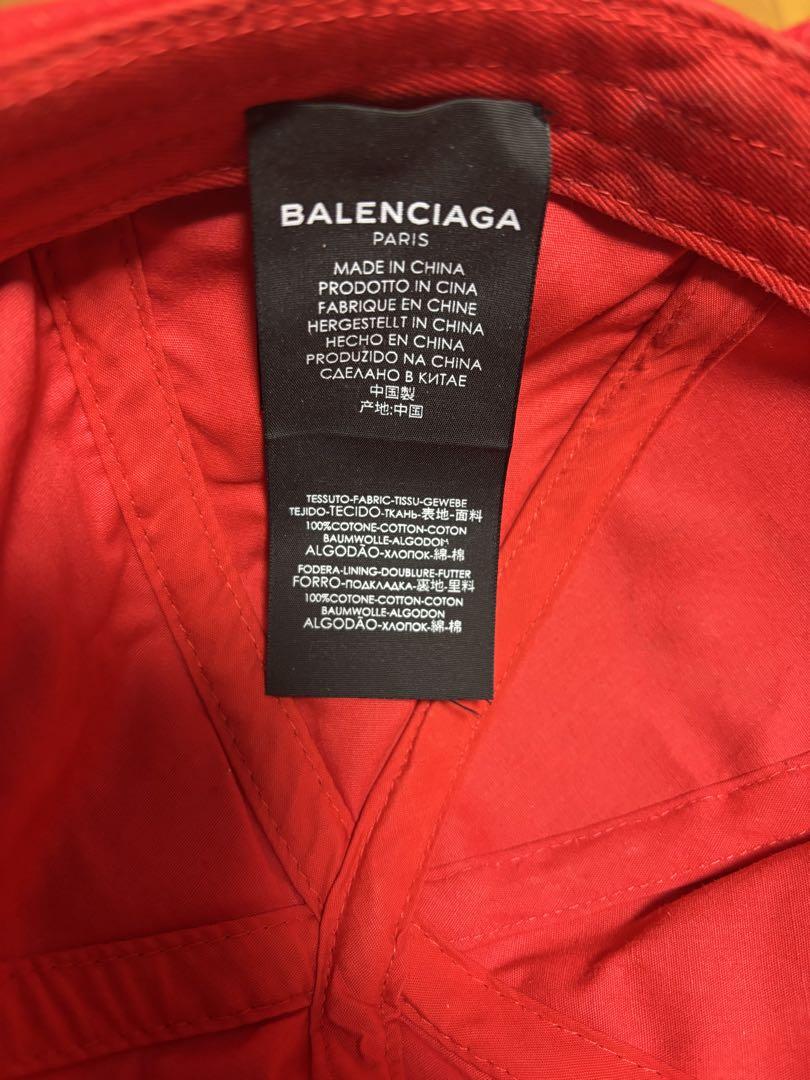 BALENCIAGA
PARIS
MADE IN CHINA
PRODOTTO IN CINA
FABRIQUE EN CHINE
HERGESTELLT IN CHINA
HECHO EN CHINA
PRODUZIDO NA CHINA
СДЕЛАНО В КИТАЕ
中国製
产地:中国
TESSUTO-FABRIC-TISSU-GEWEBE
TEJIDO-TECIDO-ТКАНЬ-表地-面料
100%COTONE-COTTON-COTON
BAUMWOLLE-ALGODON
ALGODÃO-ХЛОПОК-綿-棉
FODERA-LINING-DOUBLURE-FUTTER
FORRO-ПОДКЛАДКА-裏地-里料
100%COTONE-COTTON-COTON
BAUMWOLLE-ALGODON
ALGODÃO-ХЛОПОК-綿-棉